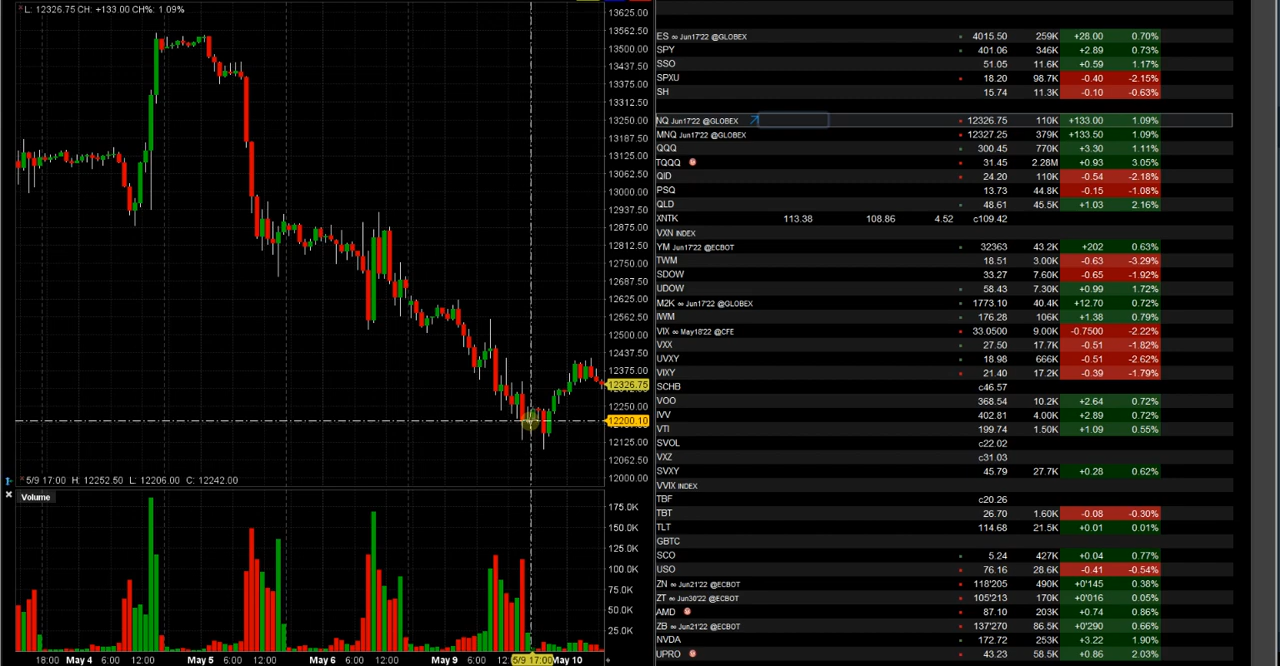 L: 12326.75 CH: +133.00 CH%: 1.09%
13625.00
13562.50
13500.00
13437.50
13375.00
13312.50
13250.00
13187.50
13125.00
13062.50
13000.00
12937.50
12875.00
12812.50
12750.00
12687.50
12625.00
12562.50
12500.00
12437.50
12375.00
12326.75
12250.00
12200.10
12125.00
12062.50
12000.00
5/9 17:00 H: 12252.50 L: 12206.00 C: 12242.00
Volume
175.0K
150.0K
125.0K
100.0K
75.0K
50.0K
25.0K
18:00 May 4 6:00 12:00 May 5 6:00 12:00 May 6 6:00 12:00 May 9 6:00 12: 5/9 17:00 May 10
ES ∞ Jun17'22 @GLOBEX 4015.50 259K +28.00 0.70%
SPY 401.06 346K +2.89 0.73%
SSO 51.05 11.6K +0.59 1.17%
SPXU 18.20 98.7K -0.40 -2.15%
SH 15.74 11.3K -0.10 -0.63%
NQ Jun17'22 @GLOBEX 12326.75 110K +133.00 1.09%
MNQ Jun17'22 @GLOBEX 12327.25 379K +133.50 1.09%
QQQ 300.45 770K +3.30 1.11%
TQQQ 31.45 2.28M +0.93 3.05%
QID 24.20 110K -0.54 -2.18%
PSQ 13.73 44.8K -0.15 -1.08%
QLD 48.61 45.5K +1.03 2.16%
XNTK 113.38 108.86 4.52 c109.42
VXN INDEX
YM Jun17'22 @ECBOT 32363 43.2K +202 0.63%
TWM 18.51 3.00K -0.63 -3.29%
SDOW 33.27 7.60K -0.65 -1.92%
UDOW 58.43 7.30K +0.99 1.72%
M2K ∞ Jun17'22 @GLOBEX 1773.10 40.4K +12.70 0.72%
IWM 176.28 106K +1.38 0.79%
VIX ∞ May18'22 @CFE 33.0500 9.00K -0.7500 -2.22%
VXX 27.50 17.7K -0.51 -1.82%
UVXY 18.98 666K -0.51 -2.62%
VIXY 21.40 17.2K -0.39 -1.79%
SCHB c46.57
VOO 368.54 10.2K +2.64 0.72%
IVV 402.81 4.00K +2.89 0.72%
VTI 199.74 1.50K +1.09 0.55%
SVOL c22.02
VXZ c31.03
SVXY 45.79 27.7K +0.28 0.62%
VVIX INDEX
TBF c20.26
TBT 26.70 1.60K -0.08 -0.30%
TLT 114.68 21.5K +0.01 0.01%
GBTC
SCO 5.24 427K +0.04 0.77%
USO 76.16 28.6K -0.41 -0.54%
ZN ∞ Jun21'22 @ECBOT 118'205 490K +0'145 0.38%
ZT ∞ Jun30'22 @ECBOT 105'213 170K +0'016 0.05%
AMD 87.10 203K +0.74 0.86%
ZB ∞ Jun21'22 @ECBOT 137'270 86.5K +0'290 0.66%
NVDA 172.72 253K +3.22 1.90%
UPRO 43.23 58.5K +0.86 2.03%